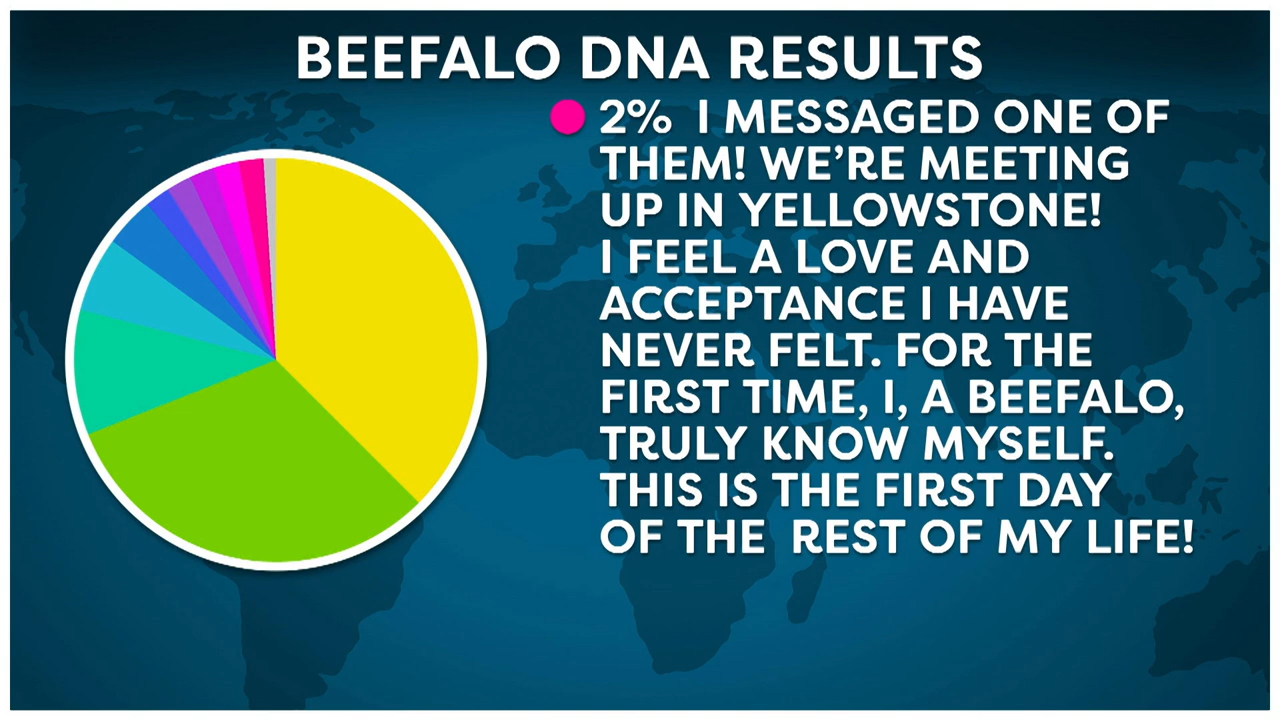 BEEFALO DNA RESULTS
2% I MESSAGED ONE OF
THEM! WE'RE MEETING
UP IN YELLOWSTONE!
I FEEL A LOVE AND
ACCEPTANCE I HAVE
NEVER FELT. FOR THE
FIRST TIME, I, A BEEFALO,
TRULY KNOW MYSELF.
THIS IS THE FIRST DAY
OF THE REST OF MY LIFE!